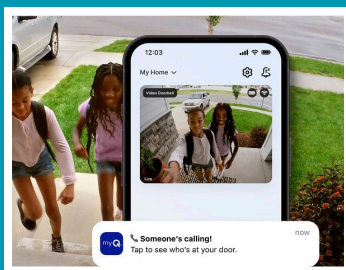 12:03
My Home
Video Doorbell
Live
myQ
Someone's calling!
now
Tap to see who's at your door.